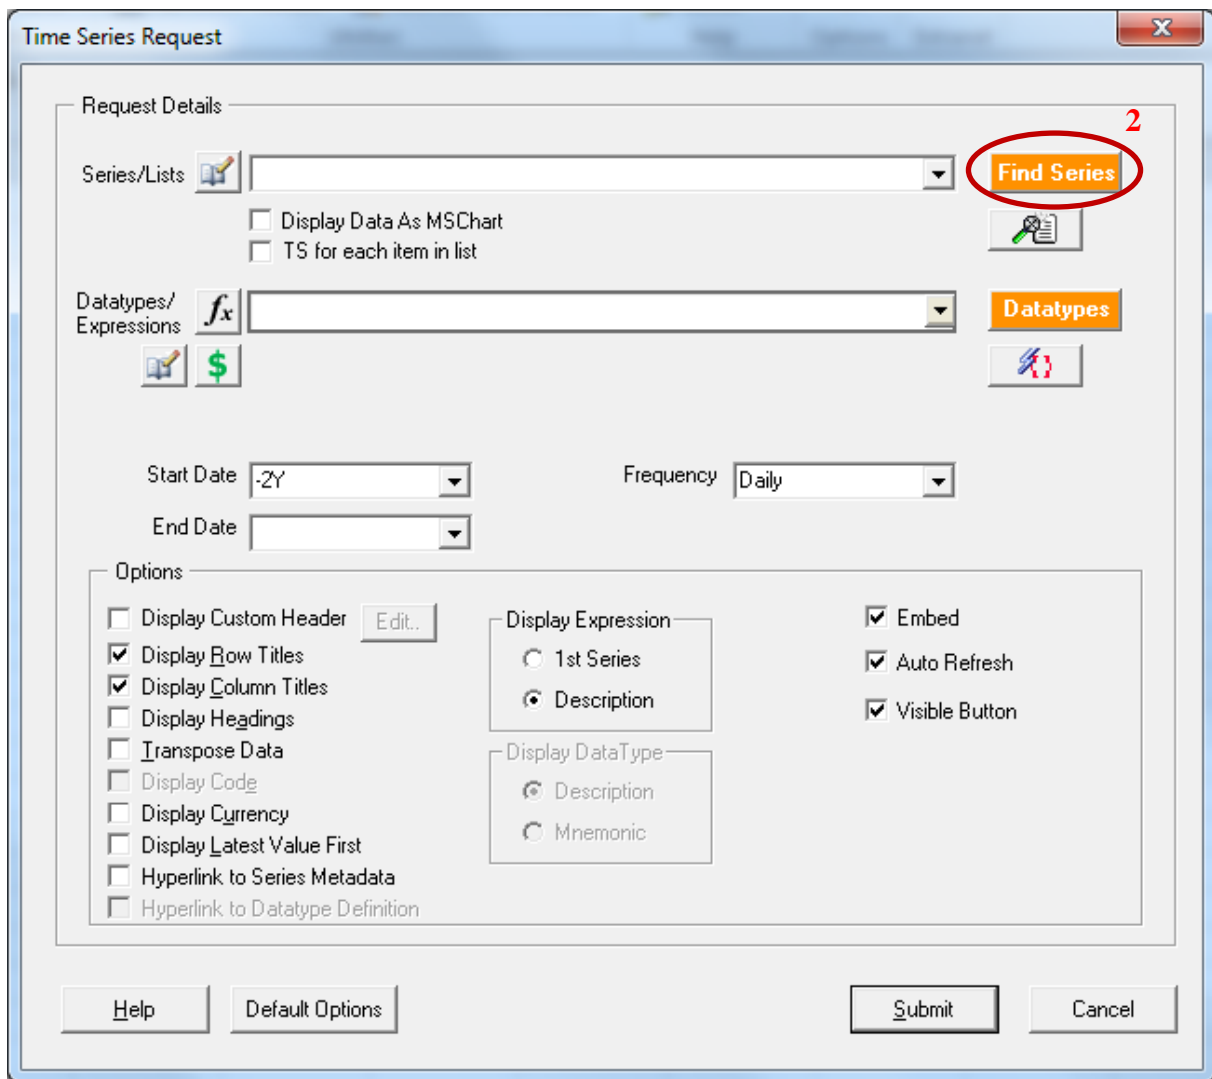 Time Series Request
Request Details
2
Series/Lists
Find Series
Display Data As MSChart
TS for each item in list
Datatypes/
Expressions
fx
Datatypes
$
Start Date -2Y
Frequency Daily
End Date
Options
Display Custom Header Edit..
Display Row Titles
Display Column Titles
Display Headings
Transpose Data
Display Code
Display Currency
Display Latest Value First
Hyperlink to Series Metadata
Hyperlink to Datatype Definition
Display Expression
1st Series
Description
Display DataType
Description
Mnemonic
Embed
Auto Refresh
Visible Button
Help
Default Options
Submit
Cancel